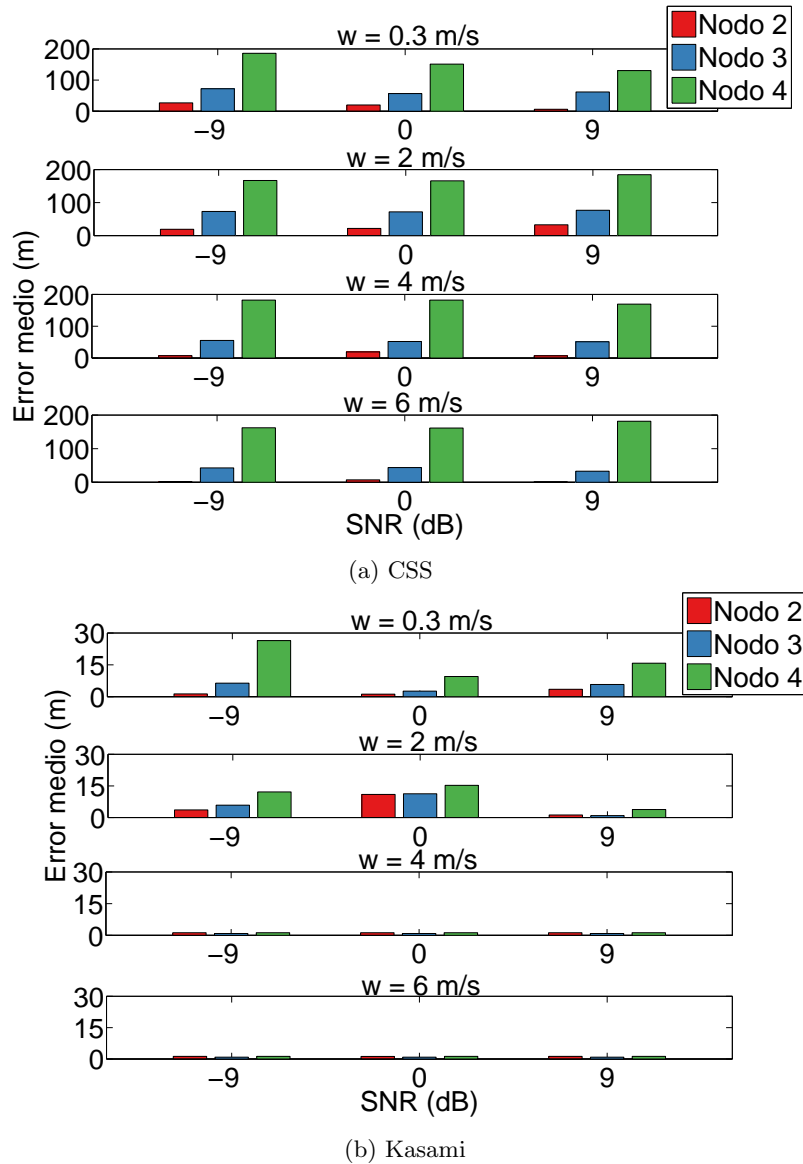 w = 0.3 m/s
Nodo 2
Nodo 3
Nodo 4
200
100
0
−9 0 9
w = 2 m/s
200
100
0
−9 0 9
w = 4 m/s
200
100
0
−9 0 9
w = 6 m/s
200
100
0
−9 0 9
Error medio (m)
SNR (dB)
(a) CSS
w = 0.3 m/s
Nodo 2
Nodo 3
Nodo 4
30
15
0
−9 0 9
w = 2 m/s
30
15
0
−9 0 9
w = 4 m/s
30
15
0
−9 0 9
w = 6 m/s
30
15
0
−9 0 9
Error medio (m)
SNR (dB)
(b) Kasami